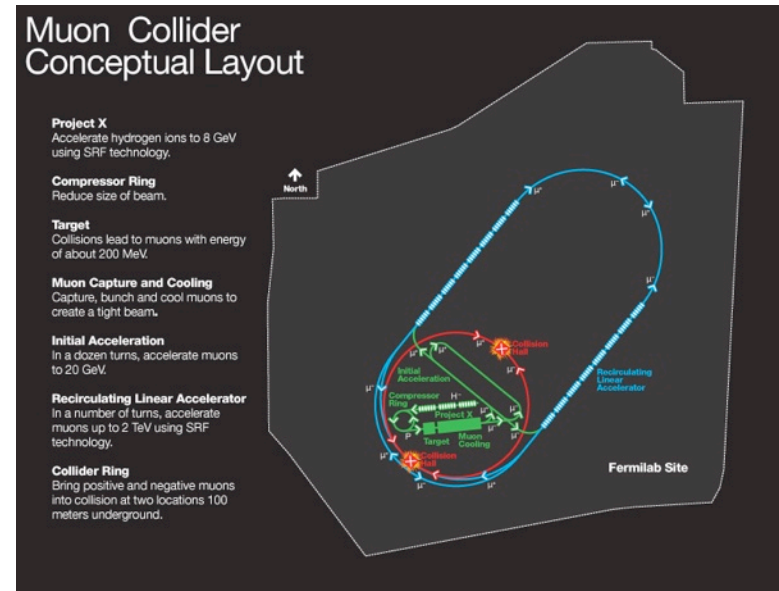 Muon Collider
Conceptual Layout
Project X
Accelerate hydrogen ions to 8 GeV
using SRF technology.
Compressor Ring
Reduce size of beam.
Target
Collisions lead to muons with energy
of about 200 MeV.
Muon Capture and Cooling
Capture, bunch and cool muons to
create a tight beam.
Initial Acceleration
In a dozen turns, accelerate muons
to 20 GeV.
Recirculating Linear Accelerator
In a number of turns, accelerate
muons up to 2 TeV using SRF
technology.
Collider Ring
Bring positive and negative muons
into collision at two locations 100
meters underground.
North
Collision
Hall
Initial
Acceleration
Recirculating
Linear
Accelerator
Compressor
Ring
H⁻
Project X
P
Target
Muon
Cooling
Collision
Hall
Fermilab Site